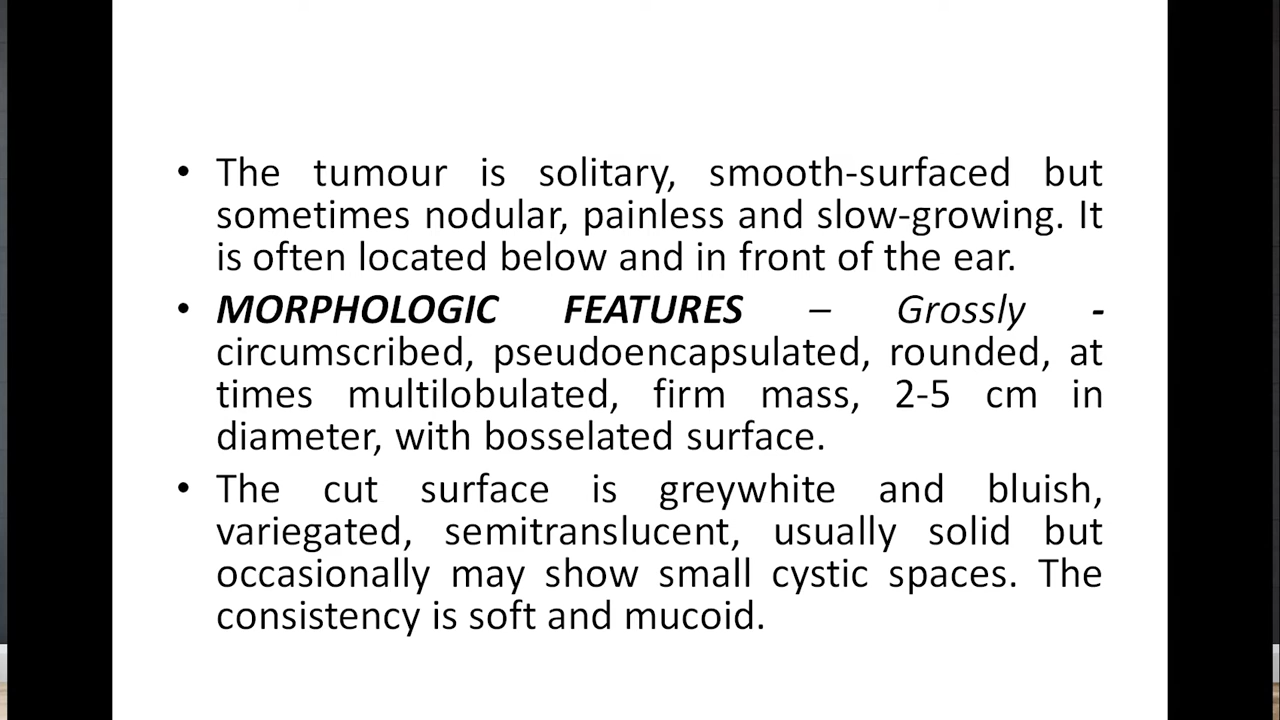 • The tumour is solitary, smooth-surfaced but
sometimes nodular, painless and slow-growing. It
is often located below and in front of the ear.
• MORPHOLOGIC FEATURES – Grossly -
circumscribed, pseudoencapsulated, rounded, at
times multilobulated, firm mass, 2-5 cm in
diameter, with bosselated surface.
• The cut surface is greywhite and bluish,
variegated, semitranslucent, usually solid but
occasionally may show small cystic spaces. The
consistency is soft and mucoid.